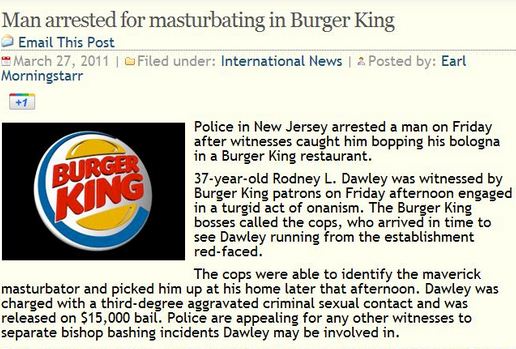 Man arrested for masturbating in Burger King
Email This Post
March 27, 2011 | Filed under: International News | Posted by: Earl
Morningstarr
+1
BURGER
KING
Police in New Jersey arrested a man on Friday
after witnesses caught him bopping his bologna
in a Burger King restaurant.
37-year-old Rodney L. Dawley was witnessed by
Burger King patrons on Friday afternoon engaged
in a turgid act of onanism. The Burger King
bosses called the cops, who arrived in time to
see Dawley running from the establishment
red-faced.
The cops were able to identify the maverick
masturbator and picked him up at his home later that afternoon. Dawley was
charged with a third-degree aggravated criminal sexual contact and was
released on $15,000 bail. Police are appealing for any other witnesses to
separate bishop bashing incidents Dawley may be involved in.